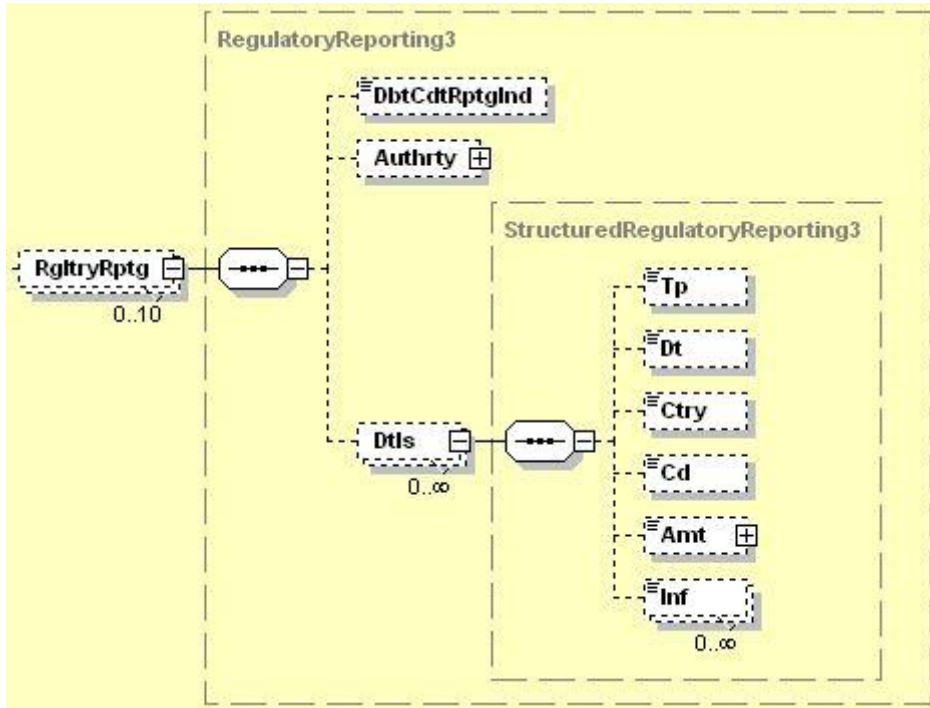 RegulatoryReporting3
DbtCdtRptgInd
Authrty
StructuredRegulatoryReporting3
RgltryRptg
0..10
Tp
Dt
Ctry
Dtls
0..∞
Cd
Amt
Inf
0..∞